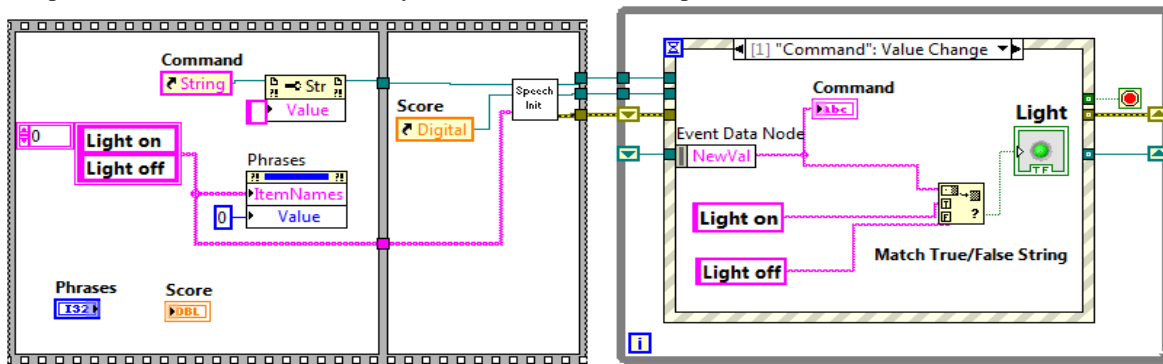 Command
String
Str
Value
0
Light on
Light off
Phrases
ItemNames
0
Value
Phrases
I32
Score
DBL
Score
Digital
Speech
Init
[1] "Command": Value Change
Command
abc
Event Data Node
NewVal
Light
TF
Light on
T
F
?
Light off
Match True/False String
i